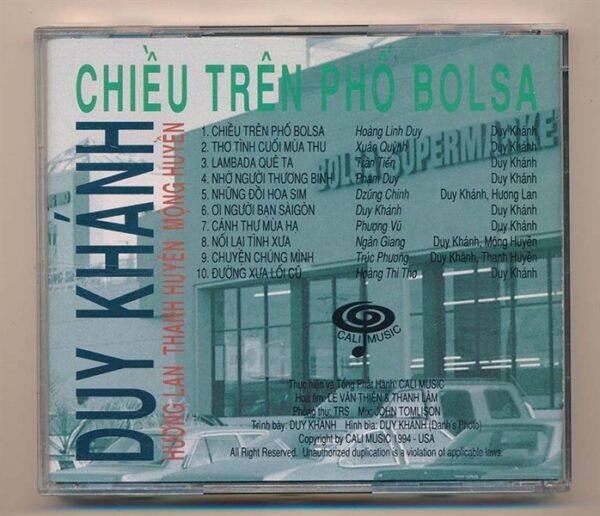 CHIỀU TRÊN PHỐ BOLSA
DUY KHÁNH
HƯƠNG LAN THANH HUYỀN MỘNG HUYỀN
BOLSA SUPERMARKET
1. CHIỀU TRÊN PHỐ BOLSA Hoàng Linh Duy Duy Khánh
2. THƠ TÌNH CUỐI MÙA THU Xuân Quỳnh Duy Khánh
3. LAMBADA QUÊ TA Trần Tiến Duy Khánh
4. NHỚ NGƯỜI THƯƠNG BINH Phạm Duy Duy Khánh
5. NHỮNG ĐỒI HOA SIM Dzũng Chinh Duy Khánh, Hương Lan
6. ƠI NGƯỜI BẠN SÀIGÒN Duy Khánh Duy Khánh
7. CÁNH THƯ MÙA HẠ Phượng Vũ Duy Khánh
8. NỐI LẠI TÌNH XƯA Ngân Giang Duy Khánh, Mộng Huyền
9. CHUYỆN CHÚNG MÌNH Trúc Phương Duy Khánh, Thanh Huyền
10. ĐƯỜNG XƯA LỐI CŨ Hoàng Thi Thơ Duy Khánh
CALI MUSIC
Thực hiện và Tổng Phát Hành: CALI MUSIC
Hòa âm: LÊ VĂN THIỆN & THANH LÂM
Phòng thu: TRS Mix: JOHN TOMLISON
Trình bày: DUY KHÁNH Hình bìa: DUY KHÁNH (Danh's Photo)
Copyright by CALI MUSIC 1994 - USA
All Right Reserved. Unauthorized duplication is a violation of applicable laws.